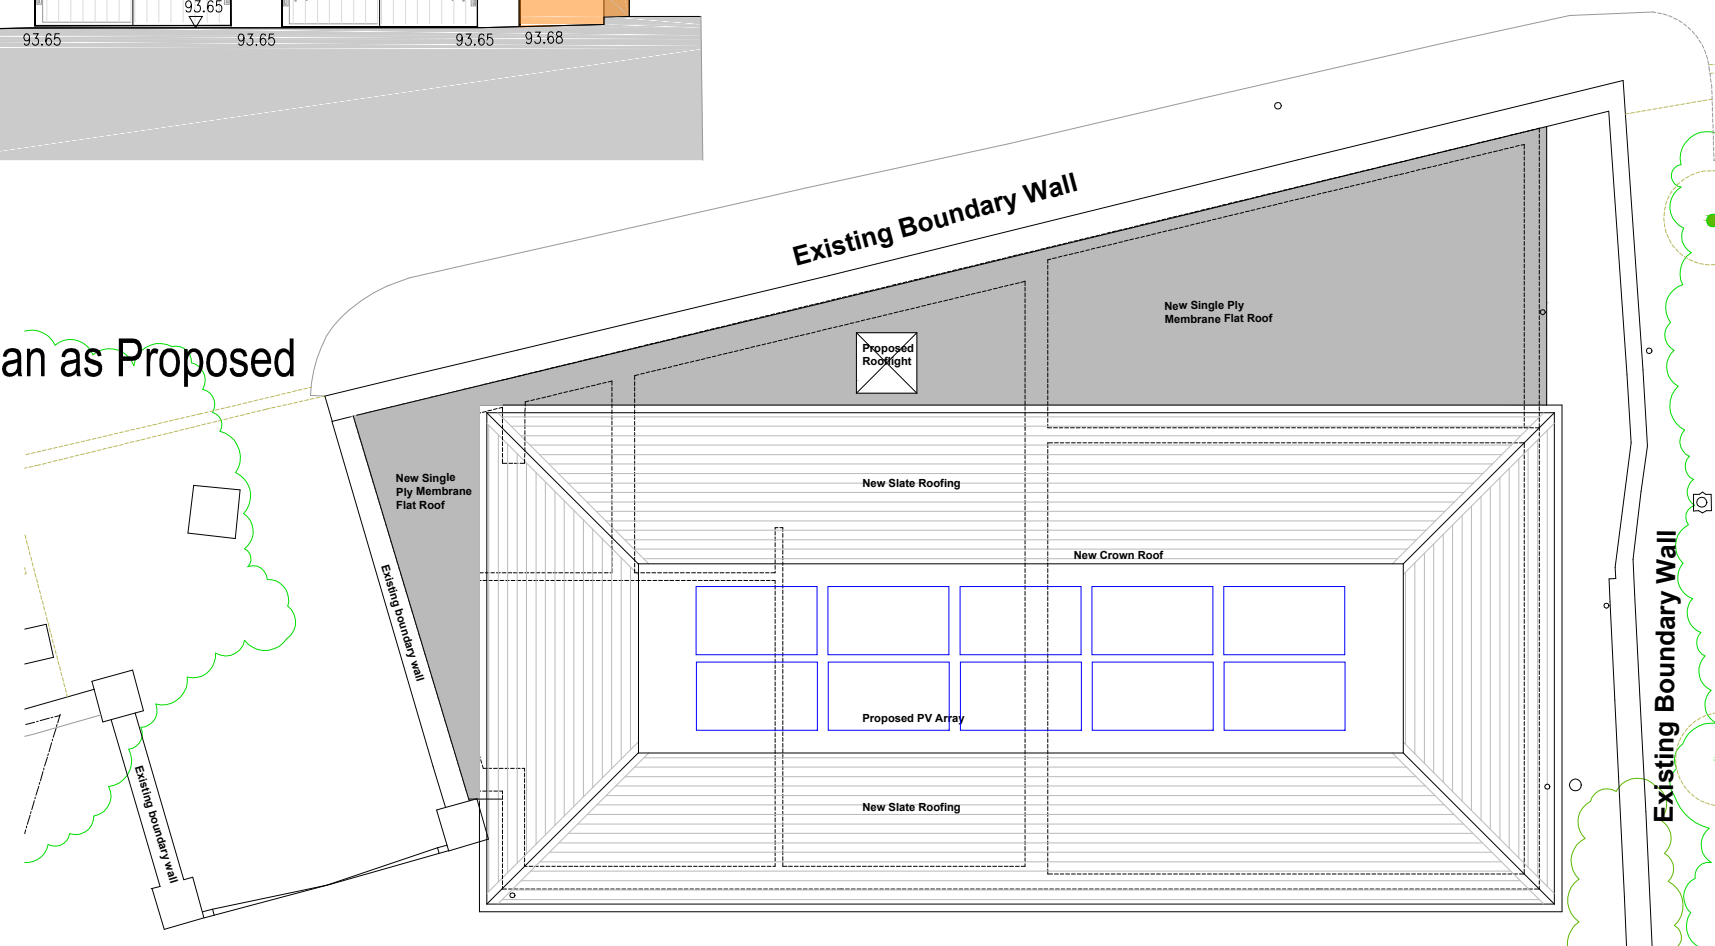 93.65
93.65
93.65
93.65
93.68
an as Proposed
Existing Boundary Wall
New Single Ply
Membrane Flat Roof
Proposed
Rooflight
New Single
Ply Membrane
Flat Roof
New Slate Roofing
New Crown Roof
Existing boundary wall
Existing Boundary Wall
Proposed PV Array
Existing boundary wall
New Slate Roofing